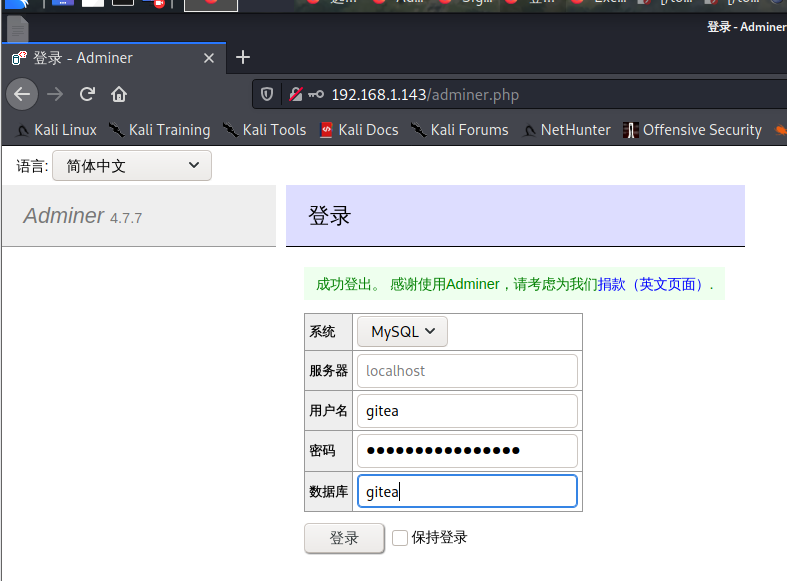 登录 - Adminer
登录 - Adminer
192.168.1.143/adminer.php
Kali Linux Kali Training Kali Tools Kali Docs Kali Forums NetHunter Offensive Security
语言: 简体中文
Adminer 4.7.7
登录
成功登出。 感谢使用Adminer，请考虑为我们捐款（英文页面）.
系统 MySQL
服务器 localhost
用户名 gitea
密码 ●●●●●●●●●●●●●●●●
数据库 gitea
登录 保持登录